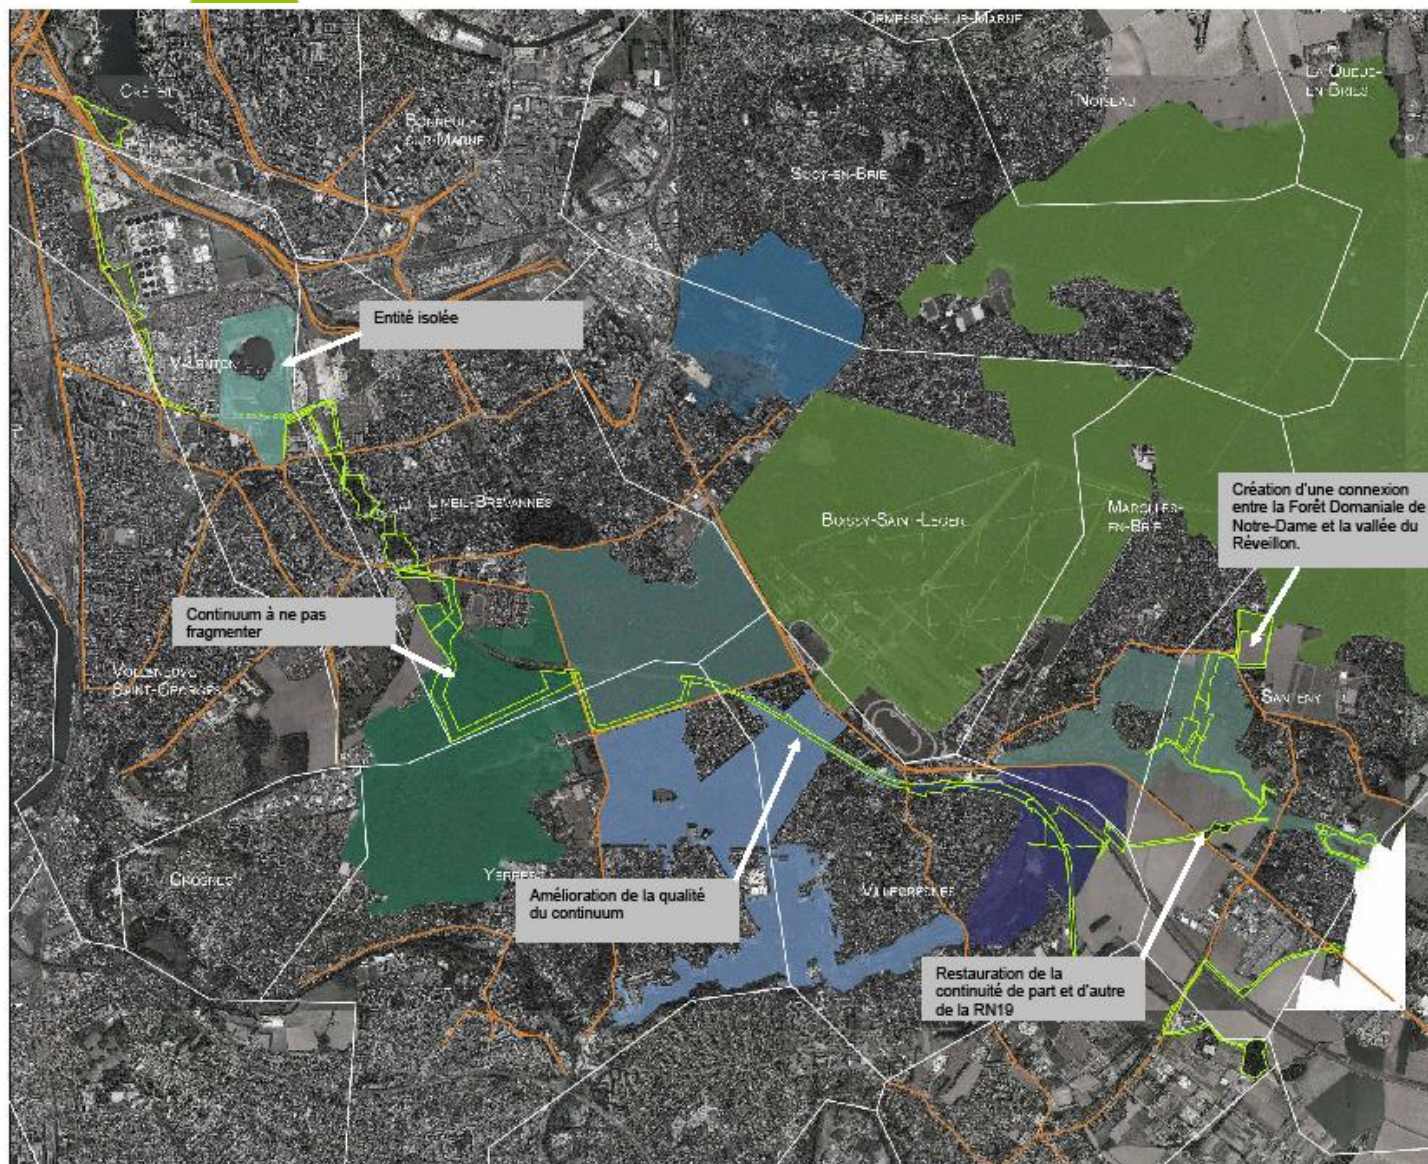 ORMESSON-SUR-MARNE
LA QUEUE-
EN-BRIE
NOISEAU
CRÉTEIL
BONNEUIL-
SUR-MARNE
SUCY-EN-BRIE
Entité isolée
VALENTON
LIMEIL-BRÉVANNES
BOISSY-SAINT-LÉGER
MAROLLES-
EN-BRIE
Création d'une connexion
entre la Forêt Domaniale de
Notre-Dame et la vallée du
Réveillon.
Continuum à ne pas
fragmenter
VILLENEUVE-
SAINT-GEORGES
SANTENY
CROSNES
YERRES
Amélioration de la qualité
du continuum
VILLECRESNES
Restauration de la
continuité de part et d'autre
de la RN19